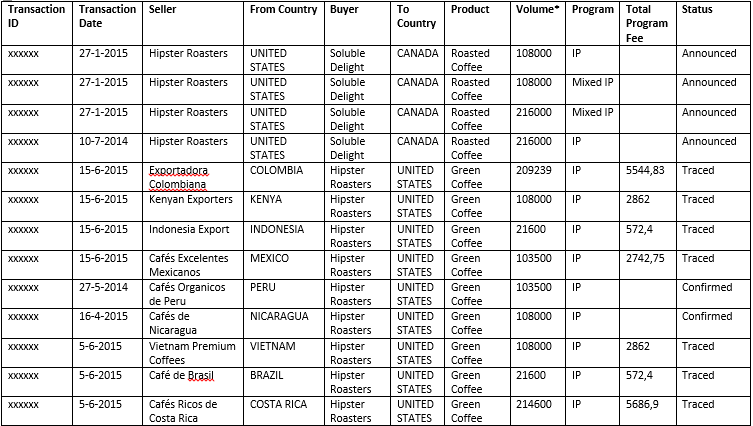 Transaction ID Transaction Date Seller From Country Buyer To Country Product Volume* Program Total Program Fee Status
xxxxxx 27-1-2015 Hipster Roasters UNITED STATES Soluble Delight CANADA Roasted Coffee 108000 IP Announced
xxxxxx 27-1-2015 Hipster Roasters UNITED STATES Soluble Delight CANADA Roasted Coffee 108000 Mixed IP Announced
xxxxxx 27-1-2015 Hipster Roasters UNITED STATES Soluble Delight CANADA Roasted Coffee 216000 Mixed IP Announced
xxxxxx 10-7-2014 Hipster Roasters UNITED STATES Soluble Delight CANADA Roasted Coffee 216000 IP Announced
xxxxxx 15-6-2015 Exportadora Colombiana COLOMBIA Hipster Roasters UNITED STATES Green Coffee 209239 IP 5544,83 Traced
xxxxxx 15-6-2015 Kenyan Exporters KENYA Hipster Roasters UNITED STATES Green Coffee 108000 IP 2862 Traced
xxxxxx 15-6-2015 Indonesia Export INDONESIA Hipster Roasters UNITED STATES Green Coffee 21600 IP 572,4 Traced
xxxxxx 15-6-2015 Cafés Excelentes Mexicanos MEXICO Hipster Roasters UNITED STATES Green Coffee 103500 IP 2742,75 Traced
xxxxxx 27-5-2014 Cafés Organicos de Peru PERU Hipster Roasters UNITED STATES Green Coffee 103500 IP Confirmed
xxxxxx 16-4-2015 Cafés de Nicaragua NICARAGUA Hipster Roasters UNITED STATES Green Coffee 108000 IP Confirmed
xxxxxx 5-6-2015 Vietnam Premium Coffees VIETNAM Hipster Roasters UNITED STATES Green Coffee 108000 IP 2862 Traced
xxxxxx 5-6-2015 Café de Brasil BRAZIL Hipster Roasters UNITED STATES Green Coffee 21600 IP 572,4 Traced
xxxxxx 5-6-2015 Cafés Ricos de Costa Rica COSTA RICA Hipster Roasters UNITED STATES Green Coffee 214600 IP 5686,9 Traced